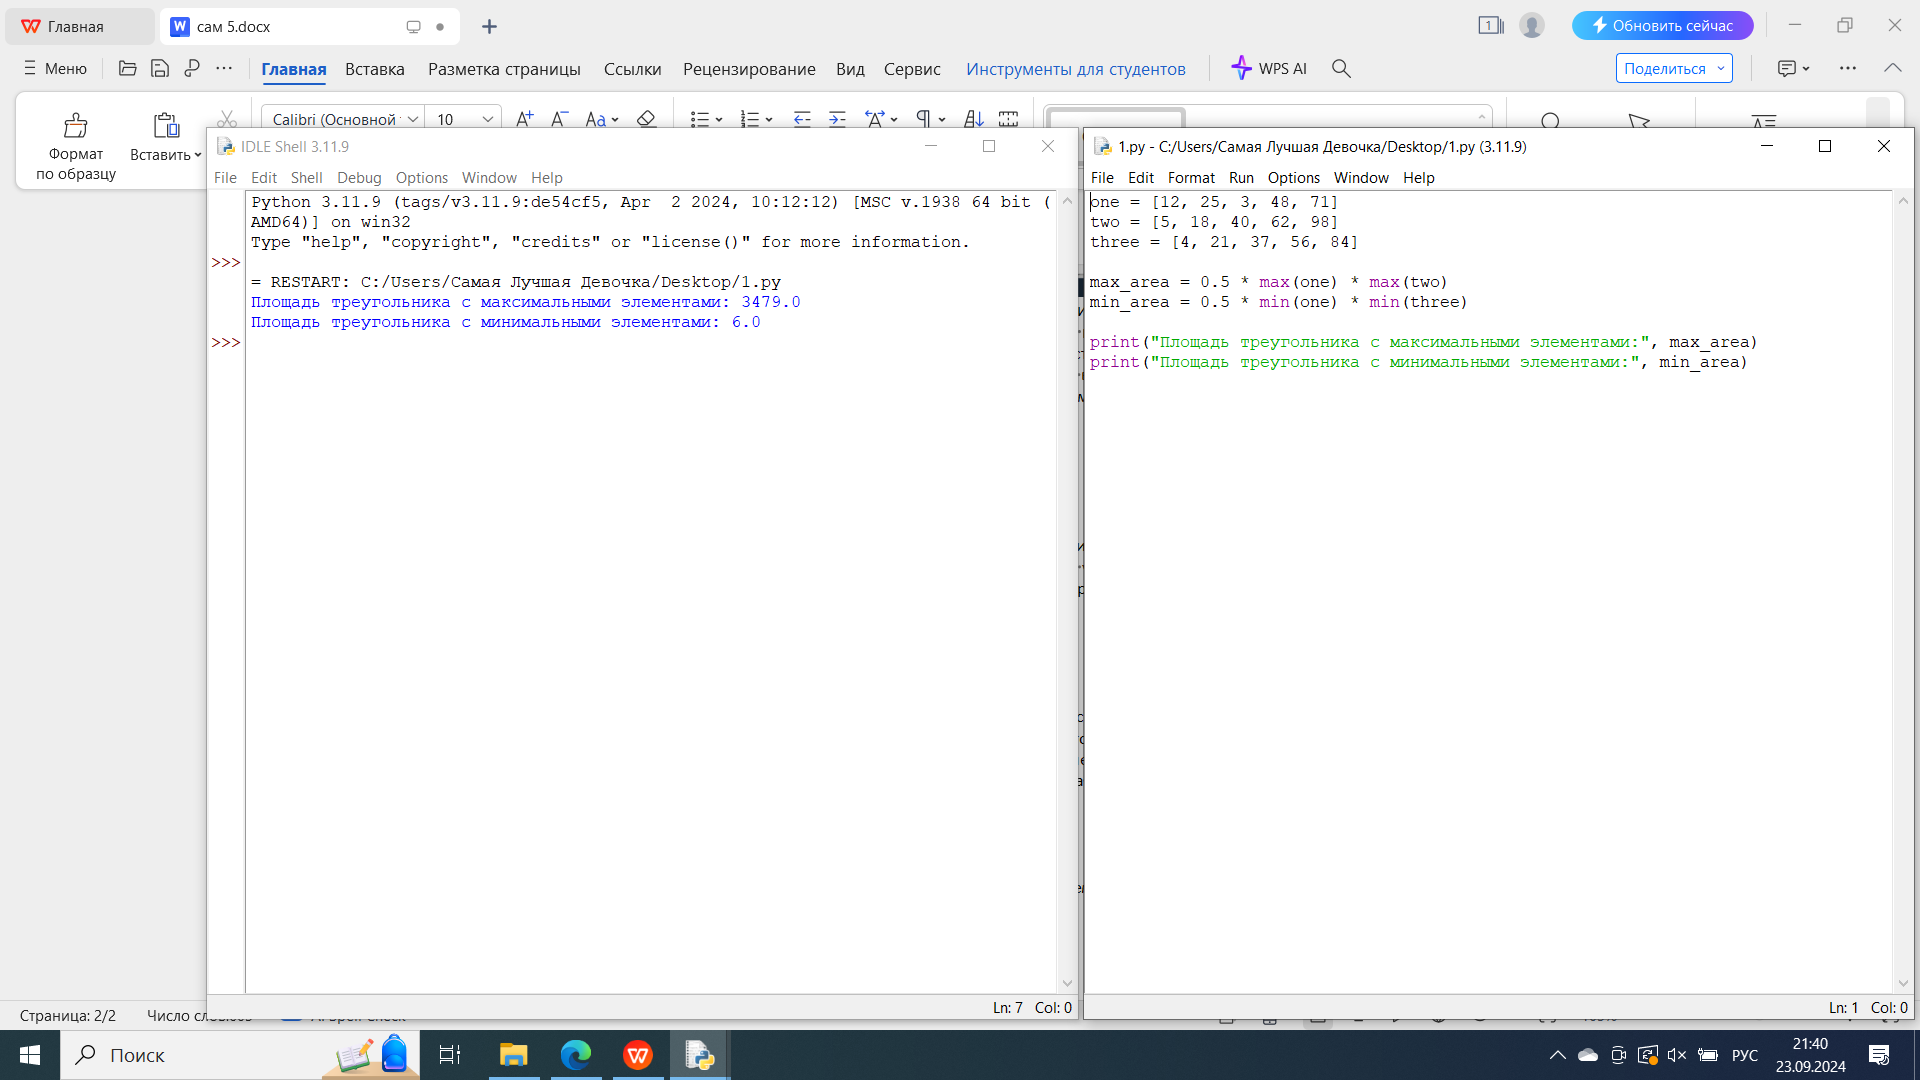 Главная
сам 5.docx
1
Обновить сейчас
Меню
Главная
Вставка
Разметка страницы
Ссылки
Рецензирование
Вид
Сервис
Инструменты для студентов
WPS AI
Поделиться
Формат
по образцу
Вставить
Calibri (Основной
10
IDLE Shell 3.11.9
File Edit Shell Debug Options Window Help
Python 3.11.9 (tags/v3.11.9:de54cf5, Apr  2 2024, 10:12:12) [MSC v.1938 64 bit (
AMD64)] on win32
Type "help", "copyright", "credits" or "license()" for more information.
>>>
= RESTART: C:/Users/Самая Лучшая Девочка/Desktop/1.py
Площадь треугольника с максимальными элементами: 3479.0
Площадь треугольника с минимальными элементами: 6.0
>>>
Ln: 7 Col: 0
1.py - C:/Users/Самая Лучшая Девочка/Desktop/1.py (3.11.9)
File Edit Format Run Options Window Help
one = [12, 25, 3, 48, 71]
two = [5, 18, 40, 62, 98]
three = [4, 21, 37, 56, 84]
max_area = 0.5 * max(one) * max(two)
min_area = 0.5 * min(one) * min(three)
print("Площадь треугольника с максимальными элементами:", max_area)
print("Площадь треугольника с минимальными элементами:", min_area)
Ln: 1 Col: 0
Страница: 2/2
Число
Поиск
РУС
21:40
23.09.2024